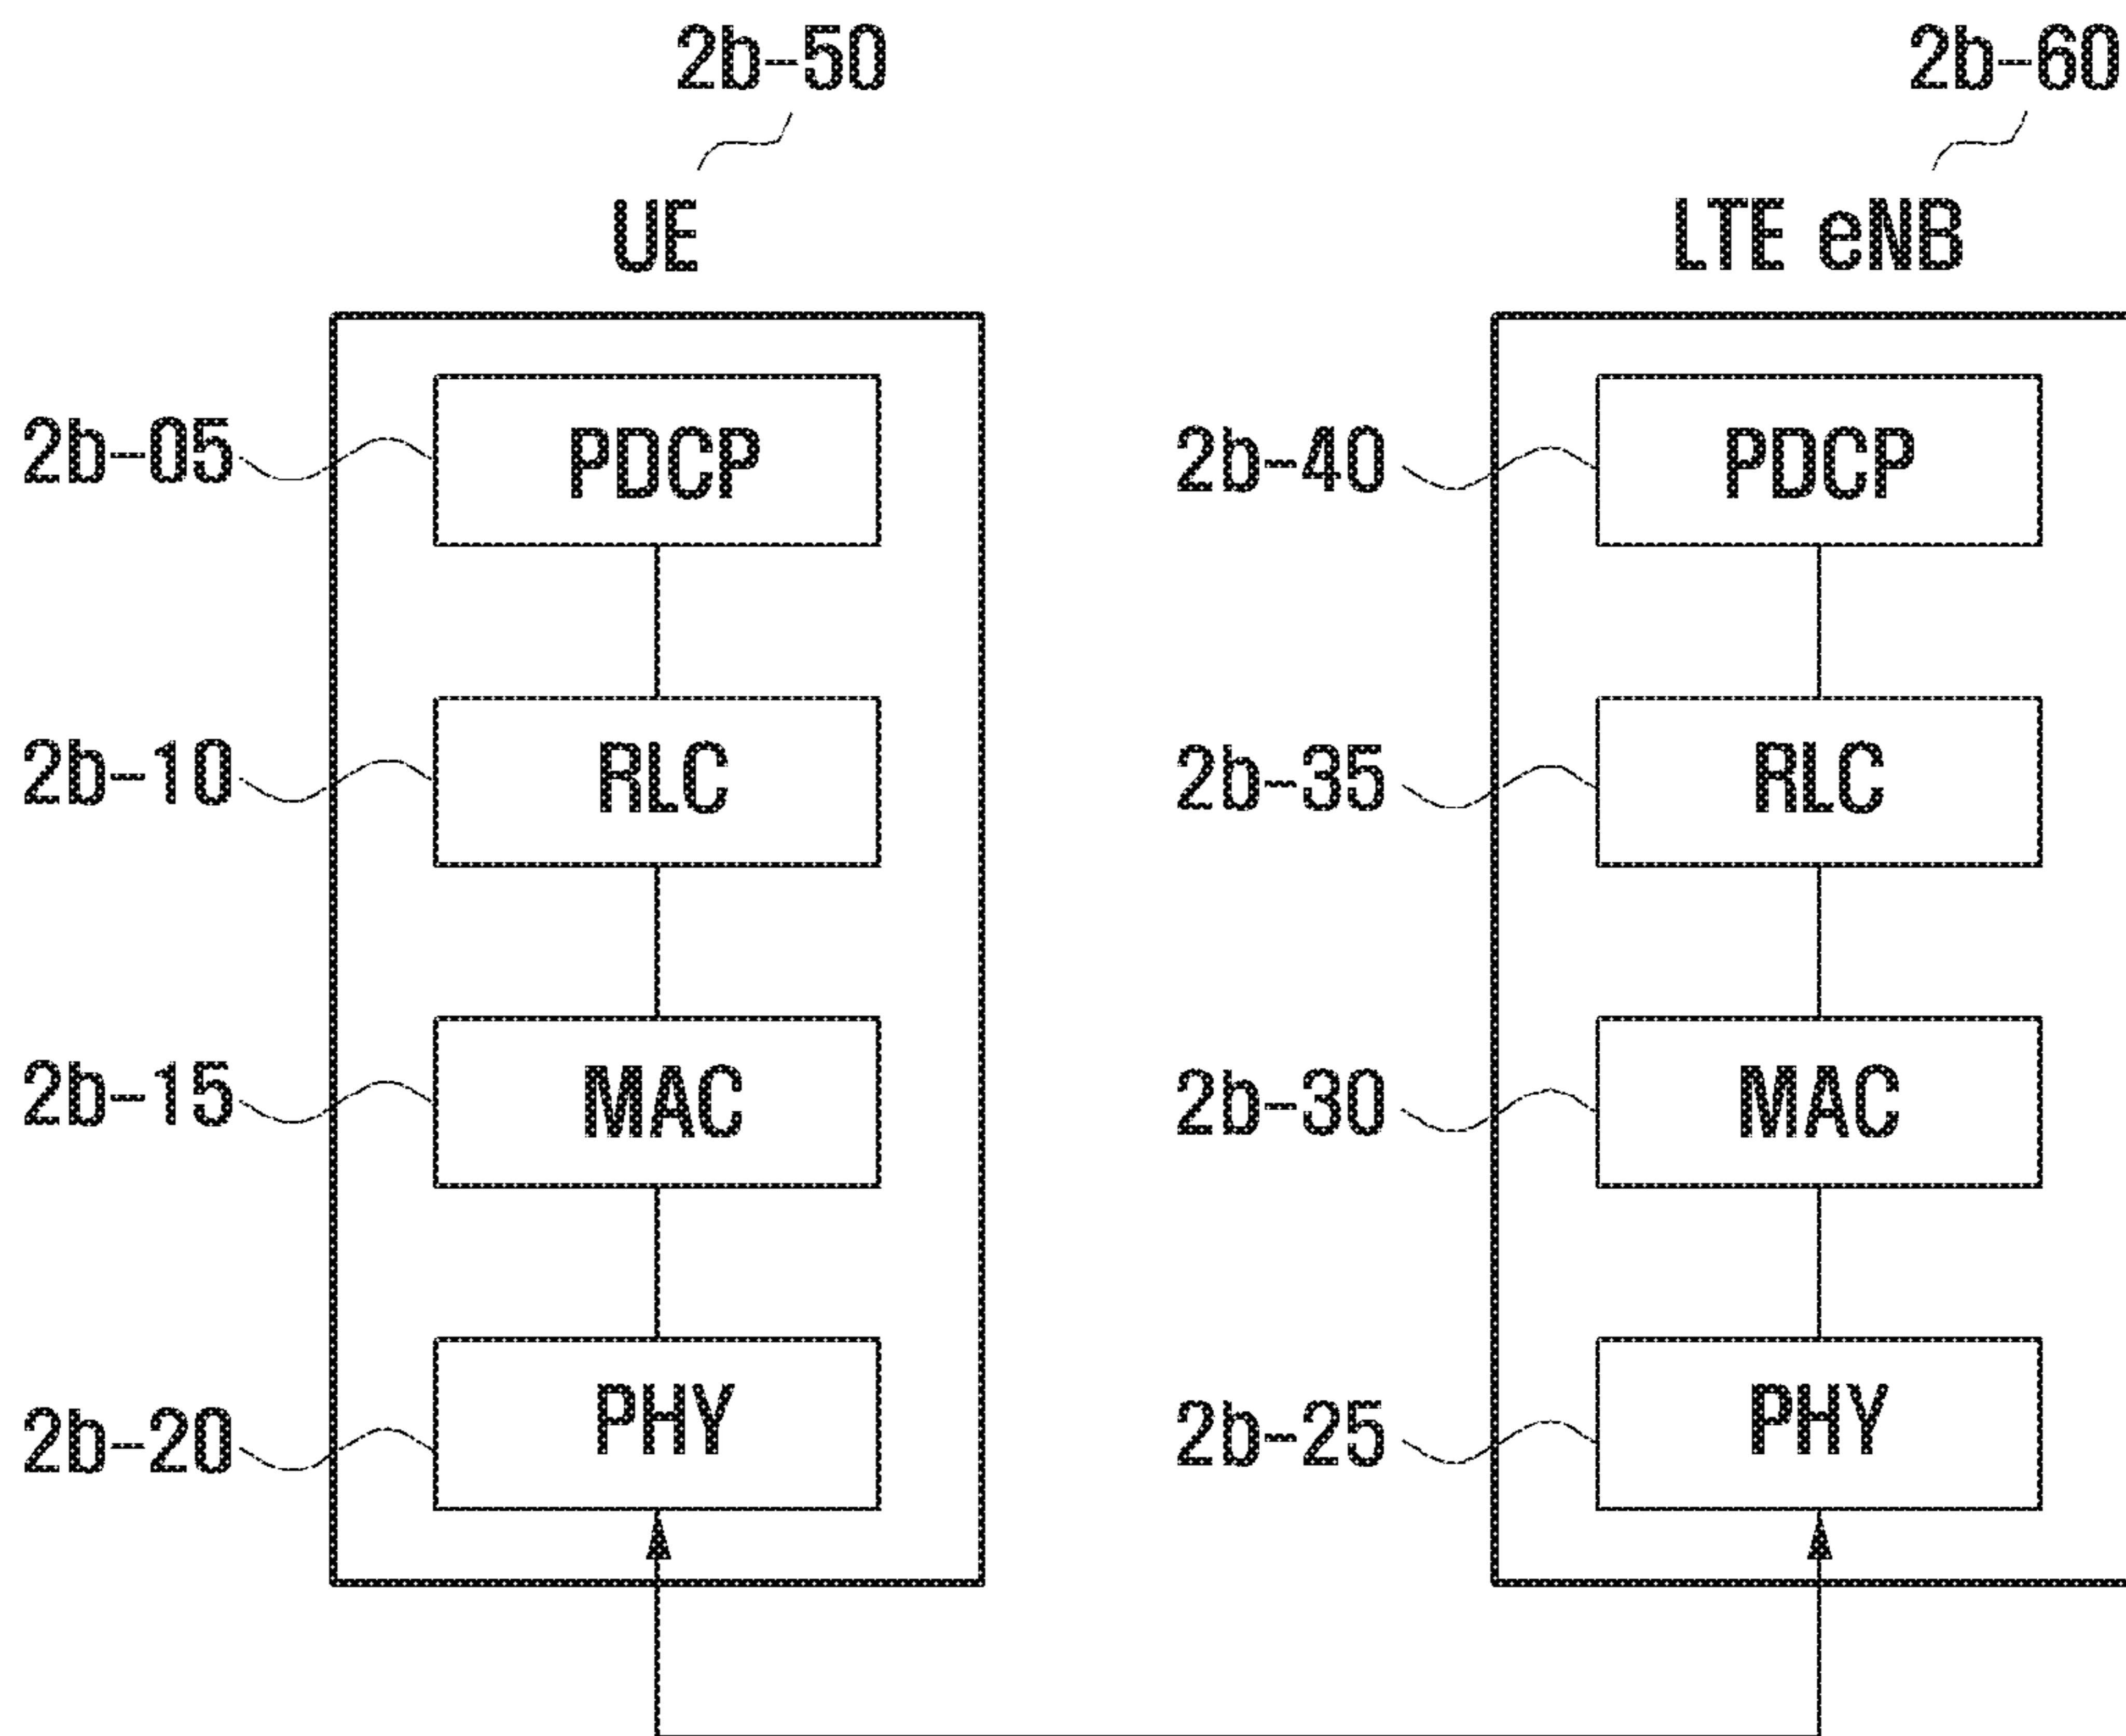 2b-50 2b-60
UE LTE eNB
2b-05 PDCP 2b-40 PDCP
2b-10 RLC 2b-35 RLC
2b-15 MAC 2b-30 MAC
2b-20 PHY 2b-25 PHY